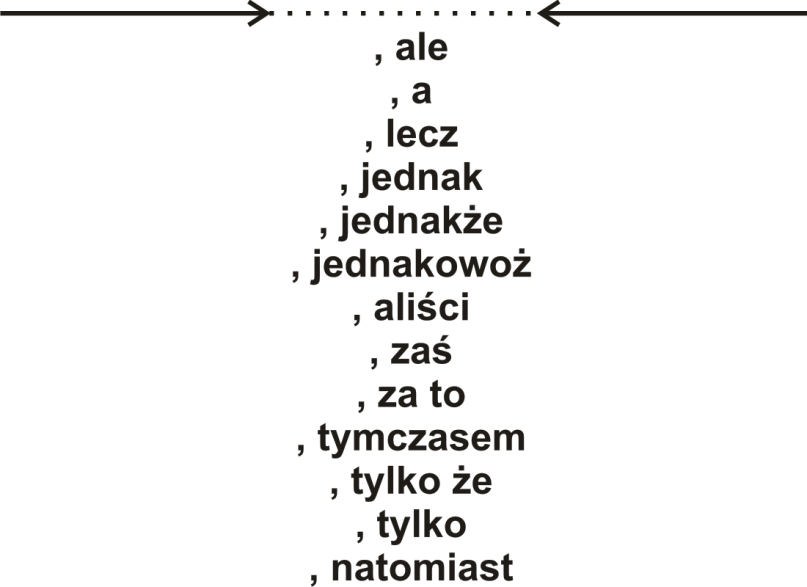 , ale
, a
, lecz
, jednak
, jednakże
, jednakowoż
, aliści
, zaś
, za to
, tymczasem
, tylko że
, tylko
, natomiast